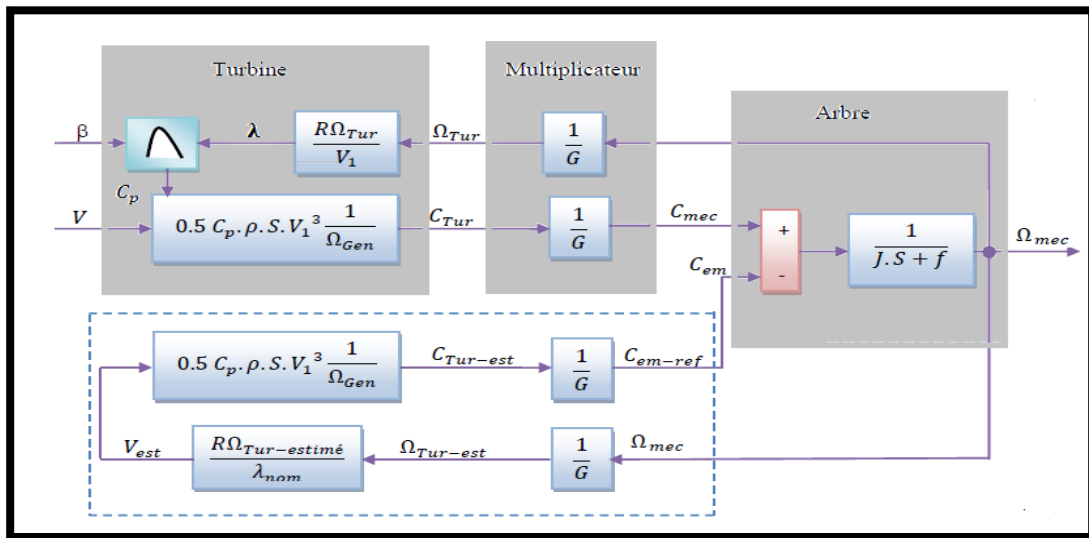 Turbine
Multiplicateur
Arbre
β
λ
RΩ_Tur / V_1
Ω_Tur
1/G
C_p
V
0.5 C_p.ρ.S.V_1^3 1/Ω_Gen
C_Tur
1/G
C_mec
+
-
C_em
1/(J.S + f)
Ω_mec
0.5 C_p.ρ.S.V_1^3 1/Ω_Gen
C_Tur-est
1/G
C_em-ref
V_est
RΩ_Tur-estimé / λ_nom
Ω_Tur-est
1/G
Ω_mec